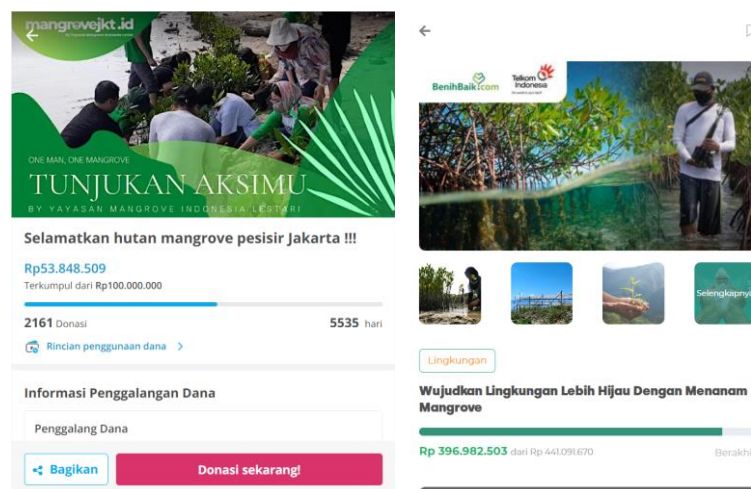 mangrovejkt.id
ONE MAN, ONE MANGROVE
TUNJUKAN AKSIMU
BY YAYASAN MANGROVE INDONESIA LESTARI
Selamatkan hutan mangrove pesisir Jakarta !!!
Rp53.848.509
Terkumpul dari Rp100.000.000
2161 Donasi
5535 hari
Rincian penggunaan dana >
Informasi Penggalangan Dana
Penggalang Dana
Bagikan
Donasi sekarang!
BenihBaik.com
Telkom
Indonesia
Selengkapnya
Lingkungan
Wujudkan Lingkungan Lebih Hijau Dengan Menanam
Mangrove
Rp 396.982.503 dari Rp 441.091.670